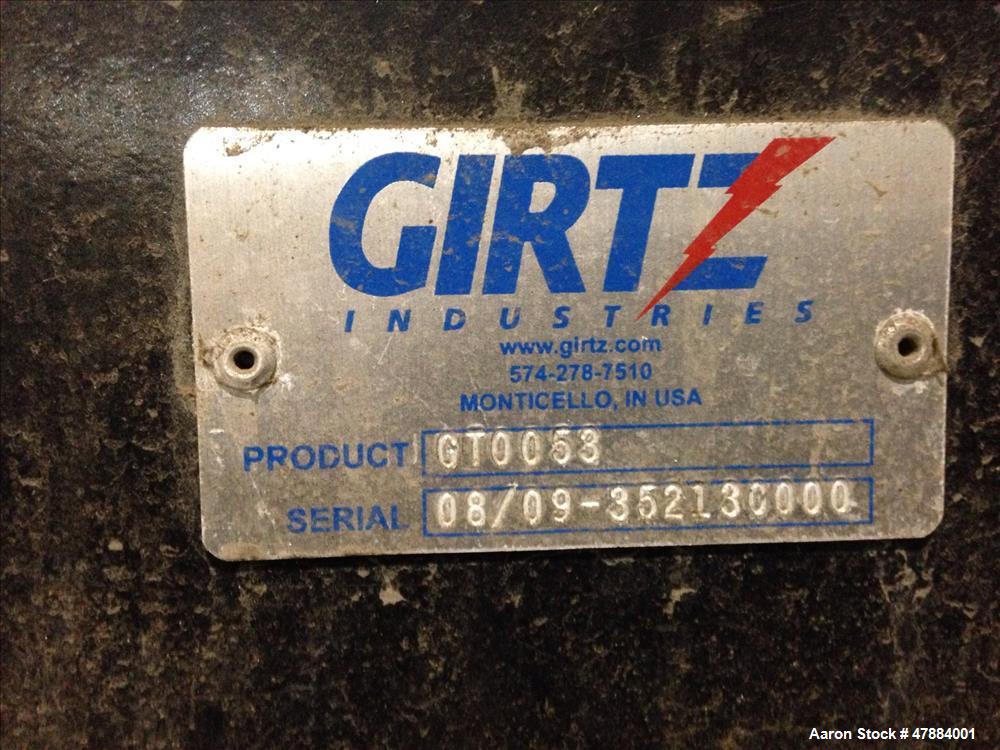 GIRTZ
INDUSTRIES
www.girtz.com
574-278-7510
MONTICELLO, IN USA
PRODUCT GT0053
SERIAL 08/09-35213C000
Aaron Stock # 47884001